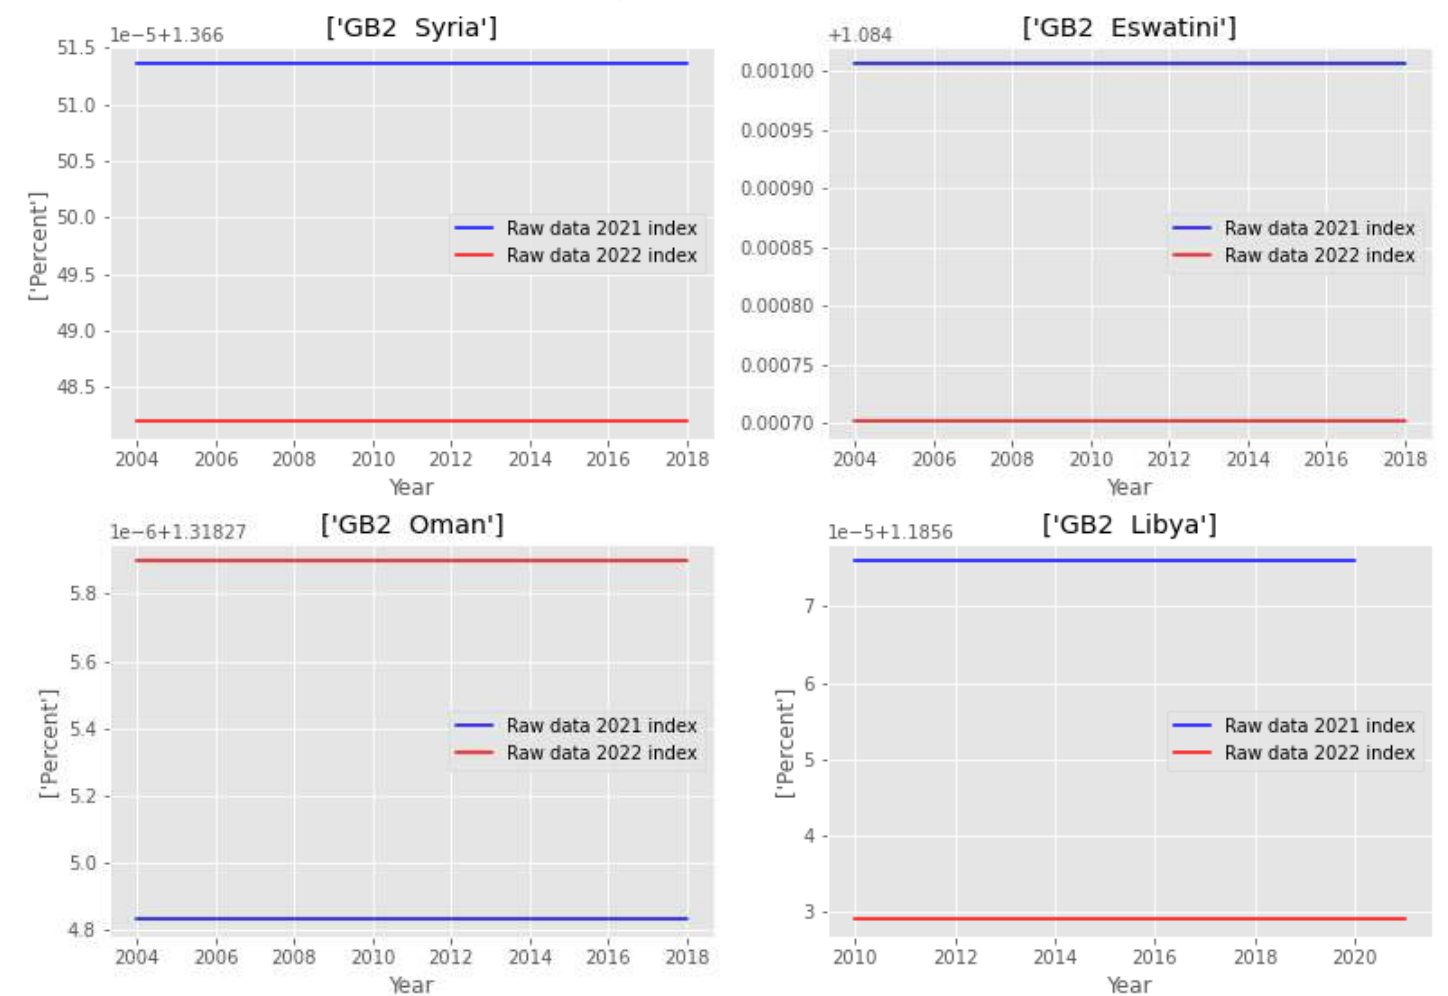 ['GB2  Syria']
1e−5+1.366
51.5
51.0
50.5
50.0
49.5
49.0
48.5
['Percent']
Raw data 2021 index
Raw data 2022 index
2004 2006 2008 2010 2012 2014 2016 2018
Year
['GB2  Eswatini']
+1.084
0.00100
0.00095
0.00090
0.00085
0.00080
0.00075
0.00070
Raw data 2021 index
Raw data 2022 index
2004 2006 2008 2010 2012 2014 2016 2018
Year
['GB2  Oman']
1e−6+1.31827
5.8
5.6
5.4
5.2
5.0
4.8
['Percent']
Raw data 2021 index
Raw data 2022 index
2004 2006 2008 2010 2012 2014 2016 2018
Year
['GB2  Libya']
1e−5+1.1856
7
6
5
4
3
['Percent']
Raw data 2021 index
Raw data 2022 index
2010 2012 2014 2016 2018 2020
Year